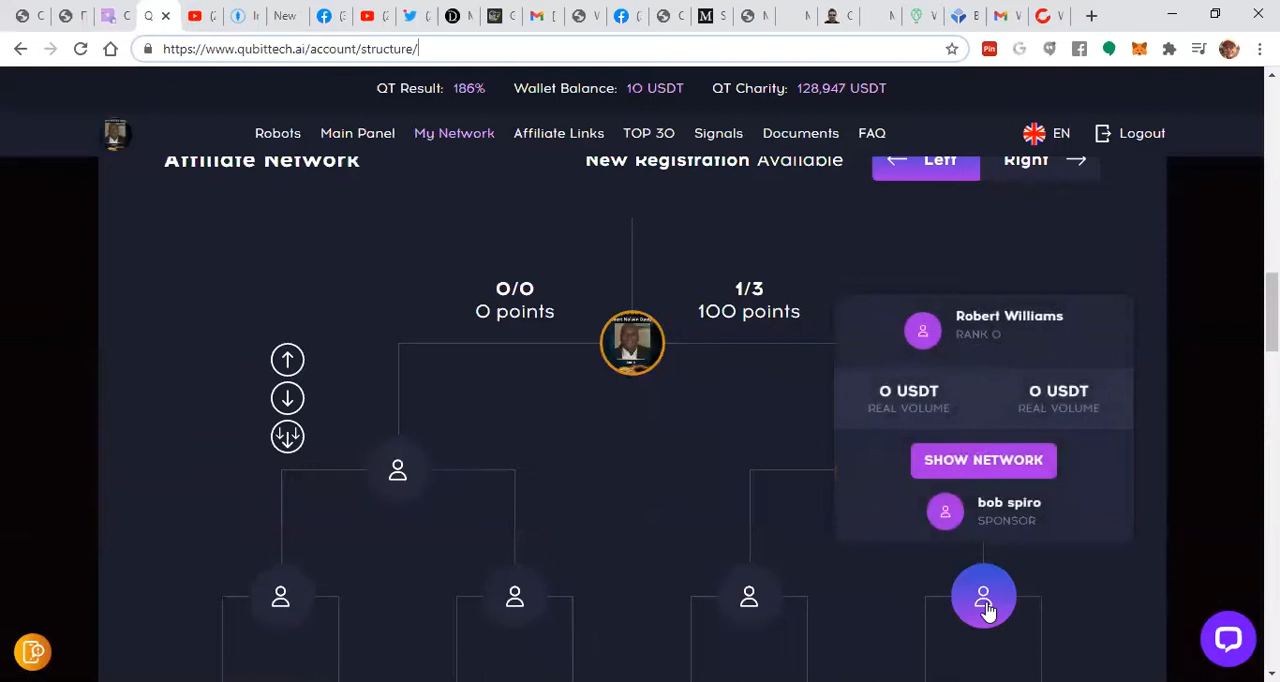 https://www.qubittech.ai/account/structure/
QT Result: 186% Wallet Balance: 10 USDT QT Charity: 128,947 USDT
Robots Main Panel My Network Affiliate Links TOP 30 Signals Documents FAQ EN Logout
Affiliate Network New Registration Available Left Right
0/0
0 points
1/3
100 points
Robert Williams
RANK 0
0 USDT 0 USDT
REAL VOLUME REAL VOLUME
SHOW NETWORK
bob spiro
SPONSOR